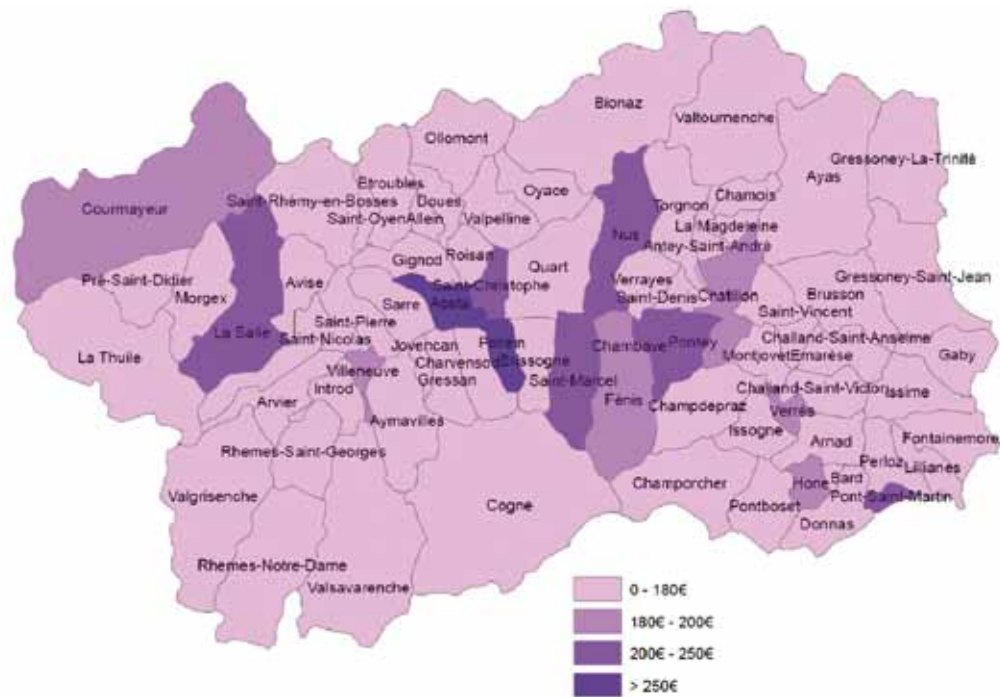 Bionaz
Valtournenche
Ollomont
Gressoney-La-Trinité
Ayas
Etroubles
Oyace
Chamois
Saint-Rhémy-en-Bosses
Doues
Torgnon
Courmayeur
Saint-Oyen
Allein
Valpelline
La Magdeleine
Nus
Antey-Saint-André
Gignod
Roisan
Quart
Pré-Saint-Didier
Avise
Saint-Christophe
Verrayes
Gressoney-Saint-Jean
Morgex
Sarre
Aosta
Saint-Denis
Chatillon
Brusson
Saint-Vincent
La Salle
Saint-Pierre
Saint-Nicolas
Jovencan
Chambave
Pontey
Challand-Saint-Anselme
La Thuile
Charvensod
Montjovet
Emarèse
Gaby
Villeneuve
Gressan
Saint-Marcel
Introd
Challand-Saint-Victor
Issime
Arvier
Fénis
Champdepraz
Verrés
Aymavilles
Issogne
Arnad
Fontainemore
Rhemes-Saint-Georges
Perloz
Lillianes
Valgrisenche
Champorcher
Hone
Bard
Cogne
Pontboset
Pont-Saint-Martin
Donnas
Rhemes-Notre-Dame
Valsavarenche
0 - 180€
180€ - 200€
200€ - 250€
> 250€